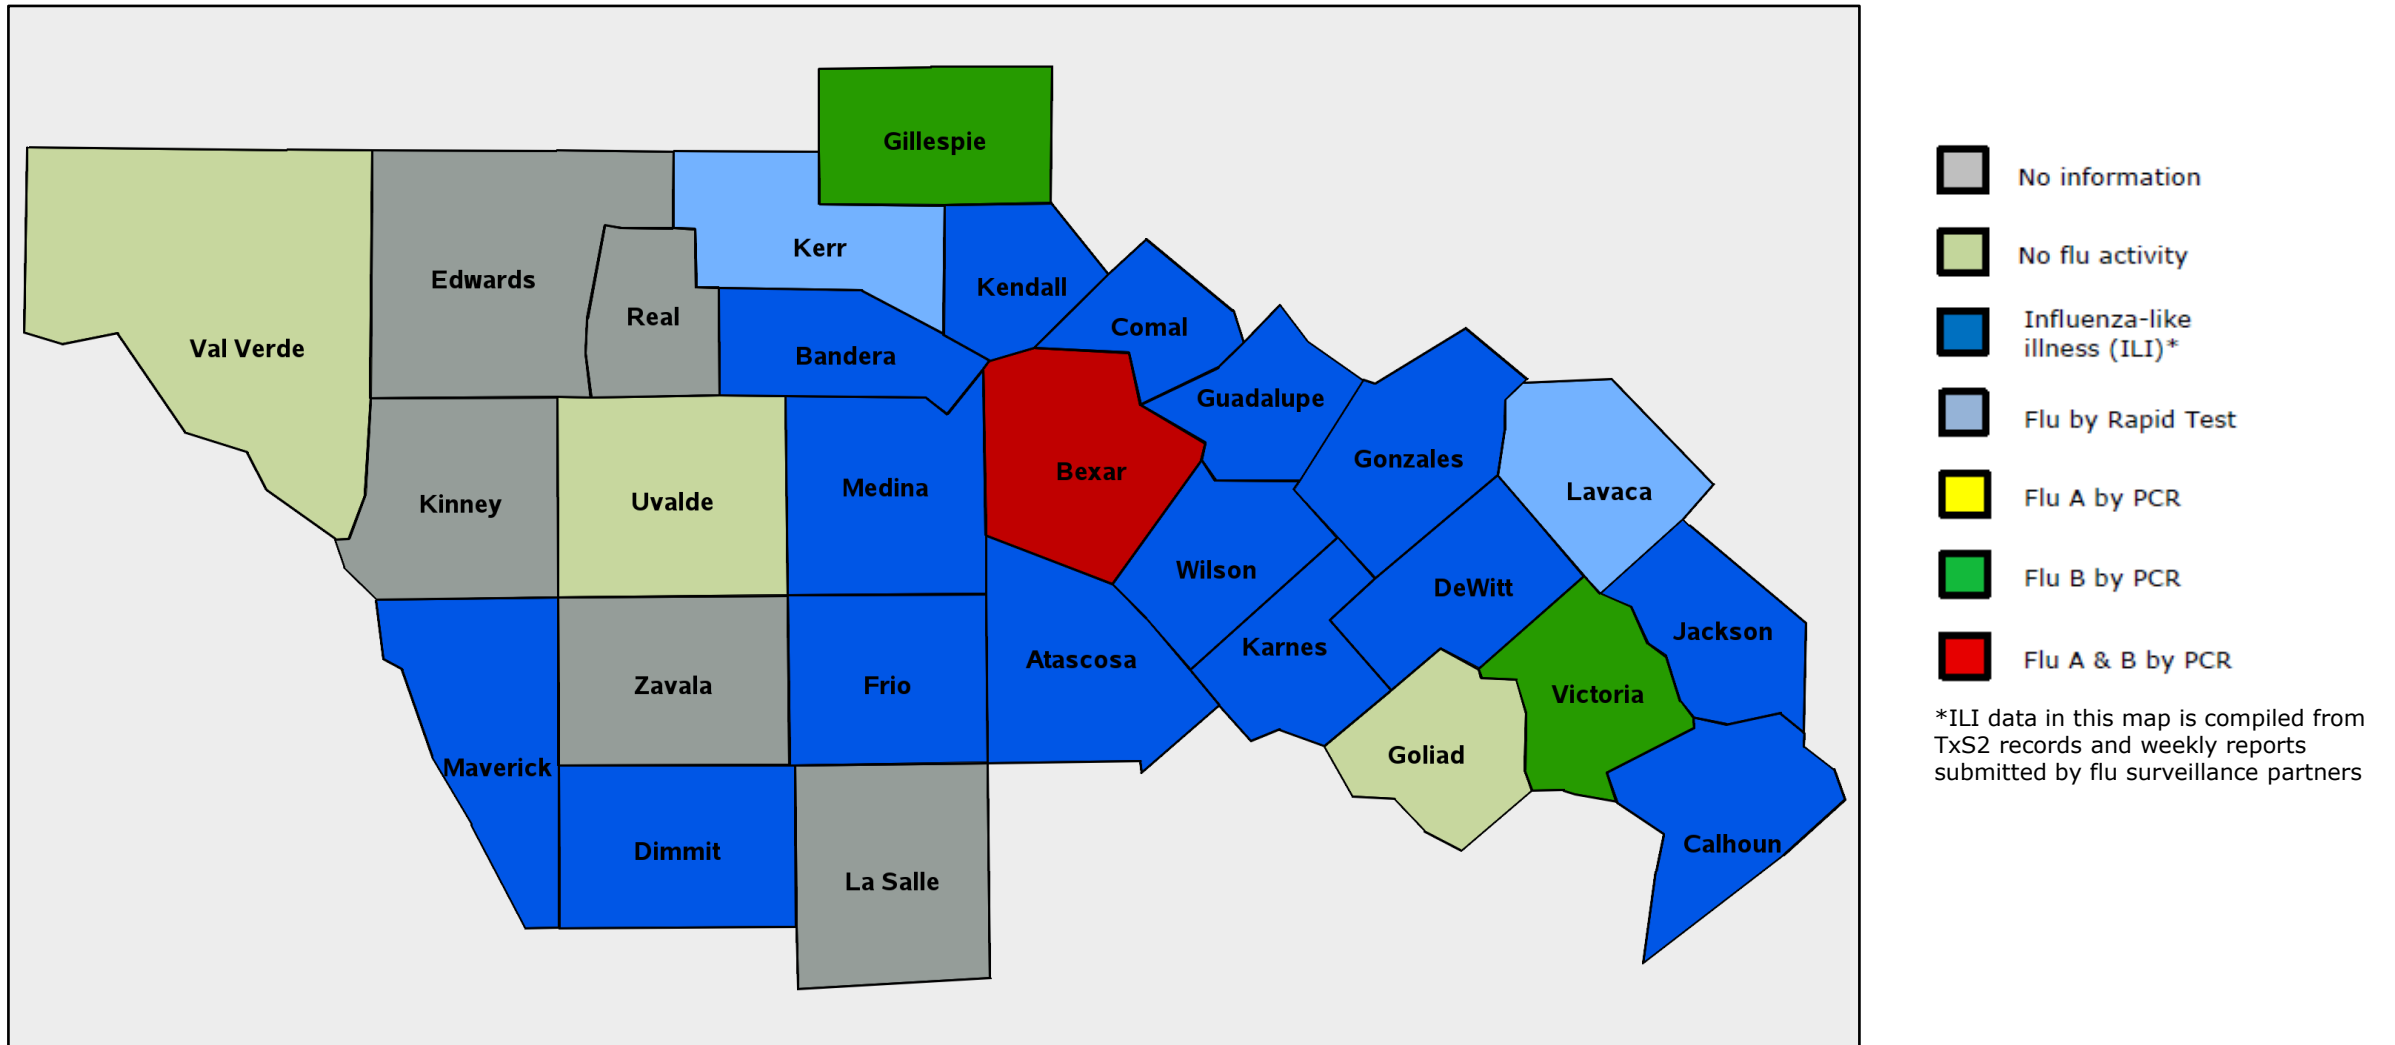 Gillespie
Kerr
Edwards
Kendall
Real
Comal
Val Verde
Bandera
Guadalupe
Gonzales
Bexar
Medina
Lavaca
Uvalde
Kinney
Wilson
DeWitt
Jackson
Karnes
Atascosa
Zavala
Frio
Victoria
Goliad
Maverick
Calhoun
Dimmit
La Salle
No information
No flu activity
Influenza-like
illness (ILI)*
Flu by Rapid Test
Flu A by PCR
Flu B by PCR
Flu A & B by PCR
*ILI data in this map is compiled from
TxS2 records and weekly reports
submitted by flu surveillance partners